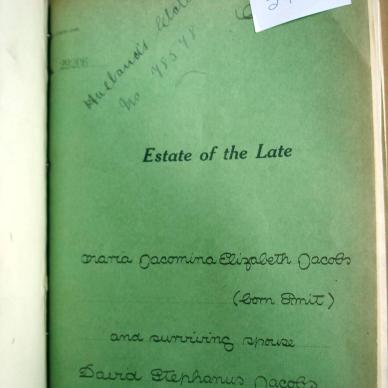 Husband's Estate
No 78548
Estate of the Late
Maria Jacomina Elizabeth Jacobs
(born Smit)
and surviving spouse
David Stephanus Jacobs